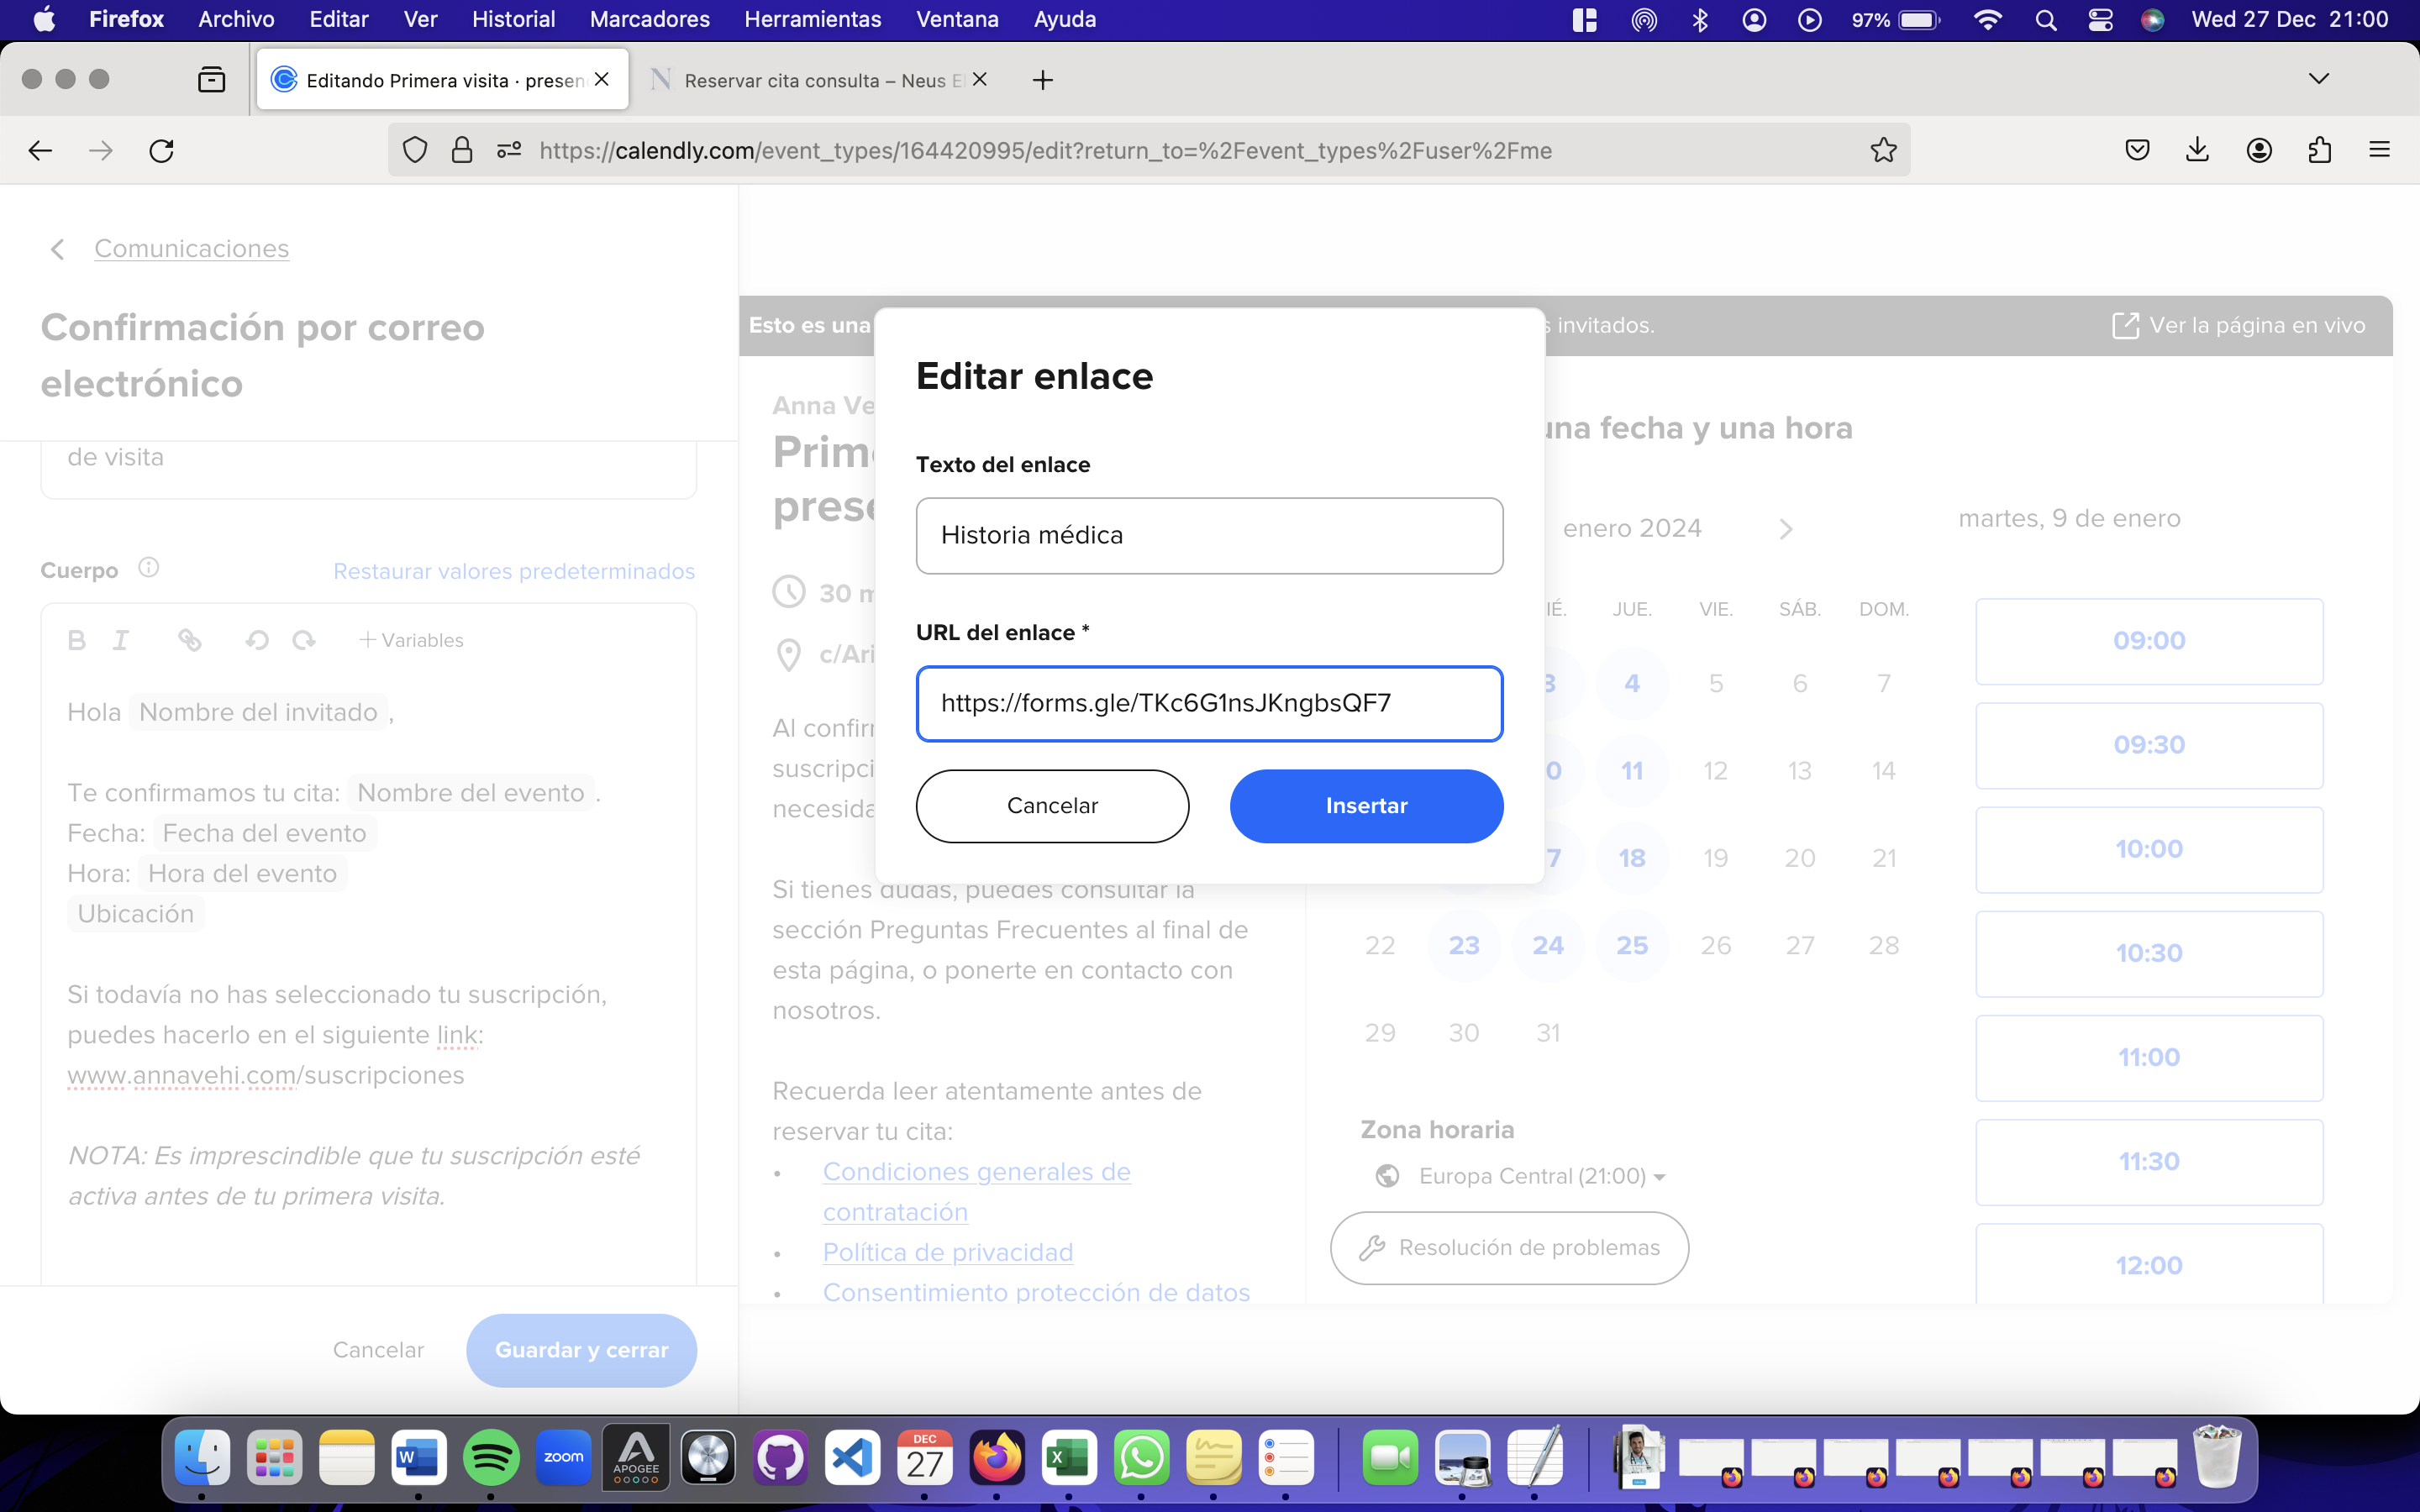 Firefox Archivo Editar Ver Historial Marcadores Herramientas Ventana Ayuda 97% Wed 27 Dec 21:00
Editando Primera visita · presen
Reservar cita consulta – Neus E
https://calendly.com/event_types/164420995/edit?return_to=%2Fevent_types%2Fuser%2Fme
Comunicaciones
Confirmación por correo
electrónico
de visita
Cuerpo
Restaurar valores predeterminados
B I + Variables
Hola Nombre del invitado ,
Te confirmamos tu cita: Nombre del evento .
Fecha: Fecha del evento
Hora: Hora del evento
Ubicación
Si todavía no has seleccionado tu suscripción,
puedes hacerlo en el siguiente link:
www.annavehi.com/suscripciones
NOTA: Es imprescindible que tu suscripción esté
activa antes de tu primera visita.
Cancelar
Guardar y cerrar
Esto es una
s invitados.
Ver la página en vivo
Editar enlace
Texto del enlace
Historia médica
URL del enlace *
https://forms.gle/TKc6G1nsJKngbsQF7
Cancelar
Insertar
Anna Ve
Prim
prese
30 m
c/Ari
Al confir
suscripci
necesida
Si tienes dudas, puedes consultar la
sección Preguntas Frecuentes al final de
esta página, o ponerte en contacto con
nosotros.
Recuerda leer atentamente antes de
reservar tu cita:
• Condiciones generales de
contratación
• Política de privacidad
• Consentimiento protección de datos
una fecha y una hora
enero 2024
IÉ. JUE. VIE. SÁB. DOM.
3 4 5 6 7
0 11 12 13 14
7 18 19 20 21
22 23 24 25 26 27 28
29 30 31
Zona horaria
Europa Central (21:00)
Resolución de problemas
martes, 9 de enero
09:00
09:30
10:00
10:30
11:00
11:30
12:00
W
zoom
APOGEE
DEC
27
X